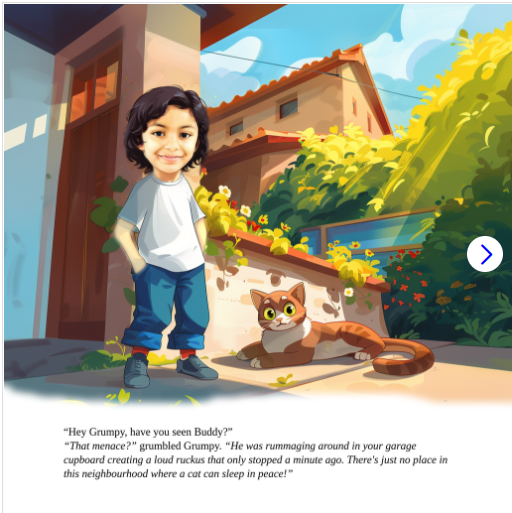 “Hey Grumpy, have you seen Buddy?”
“That menace?” grumbled Grumpy. “He was rummaging around in your garage
cupboard creating a loud ruckus that only stopped a minute ago. There's just no place in
this neighbourhood where a cat can sleep in peace!”